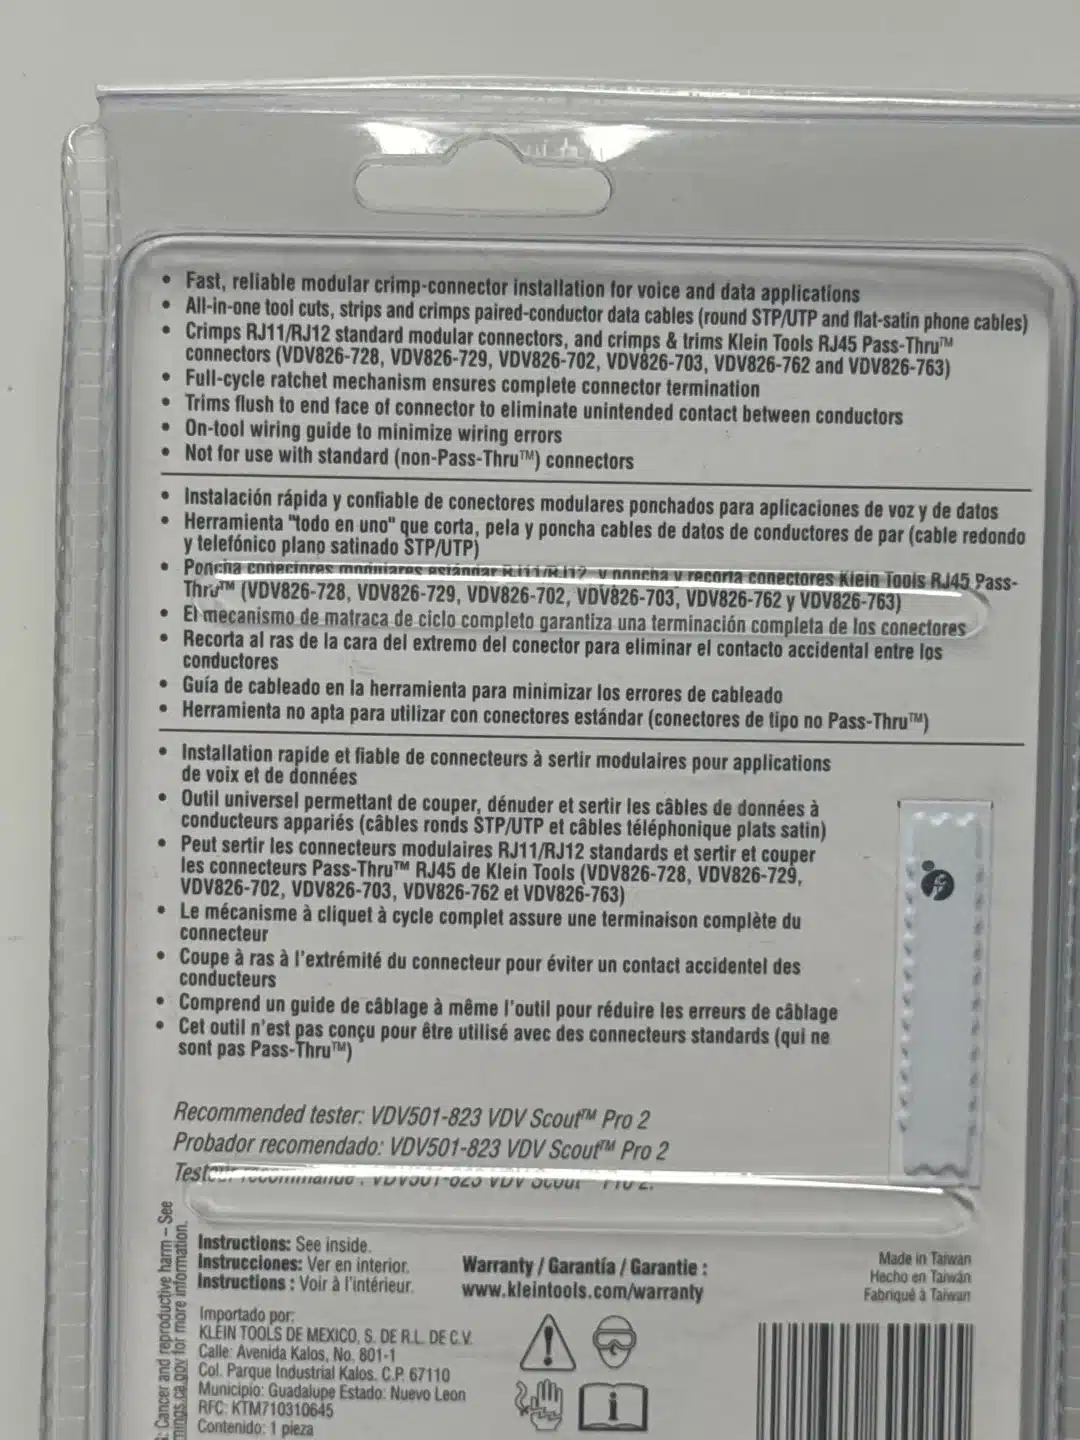 • Fast, reliable modular crimp-connector installation for voice and data applications
• All-in-one tool cuts, strips and crimps paired-conductor data cables (round STP/UTP and flat-satin phone cables)
• Crimps RJ11/RJ12 standard modular connectors, and crimps & trims Klein Tools RJ45 Pass-Thru™
connectors (VDV826-728, VDV826-729, VDV826-702, VDV826-703, VDV826-762 and VDV826-763)
• Full-cycle ratchet mechanism ensures complete connector termination
• Trims flush to end face of connector to eliminate unintended contact between conductors
• On-tool wiring guide to minimize wiring errors
• Not for use with standard (non-Pass-Thru™) connectors
• Instalación rápida y confiable de conectores modulares ponchados para aplicaciones de voz y de datos
• Herramienta "todo en uno" que corta, pela y poncha cables de datos de conductores de par (cable redondo
y telefónico plano satinado STP/UTP)
• Poncha conectores modulares estándar RJ11/RJ12, y poncha y recorta conectores Klein Tools RJ45 Pass-
Thru™ (VDV826-728, VDV826-729, VDV826-702, VDV826-703, VDV826-762 y VDV826-763)
• El mecanismo de matraca de ciclo completo garantiza una terminación completa de los conectores
• Recorta al ras de la cara del extremo del conector para eliminar el contacto accidental entre los
conductores
• Guía de cableado en la herramienta para minimizar los errores de cableado
• Herramienta no apta para utilizar con conectores estándar (conectores de tipo no Pass-Thru™)
• Installation rapide et fiable de connecteurs à sertir modulaires pour applications
de voix et de données
• Outil universel permettant de couper, dénuder et sertir les câbles de données à
conducteurs appariés (câbles ronds STP/UTP et câbles téléphonique plats satin)
• Peut sertir les connecteurs modulaires RJ11/RJ12 standards et sertir et couper
les connecteurs Pass-Thru™ RJ45 de Klein Tools (VDV826-728, VDV826-729,
VDV826-702, VDV826-703, VDV826-762 et VDV826-763)
• Le mécanisme à cliquet à cycle complet assure une terminaison complète du
connecteur
• Coupe à ras à l'extrémité du connecteur pour éviter un contact accidentel des
conducteurs
• Comprend un guide de câblage à même l'outil pour réduire les erreurs de câblage
• Cet outil n'est pas conçu pour être utilisé avec des connecteurs standards (qui ne
sont pas Pass-Thru™)
Recommended tester: VDV501-823 VDV Scout™ Pro 2
Probador recomendado: VDV501-823 VDV Scout™ Pro 2
Testeur recommandé : VDV501-823 VDV Scout™ Pro 2.
Cancer and reproductive harm – See
for more information.
Instructions: See inside.
Instrucciones: Ver en interior.
Instructions : Voir à l'intérieur.
Warranty / Garantía / Garantie :
www.kleintools.com/warranty
Made in Taiwan
Hecho en Taiwán
Fabriqué à Taïwan
Importado por:
KLEIN TOOLS DE MEXICO, S. DE R.L. DE C.V.
Calle: Avenida Kalos, No. 801-1
Col. Parque Industrial Kalos. C.P. 67110
Municipio: Guadalupe Estado: Nuevo Leon
RFC: KTM710310645
Contenido: 1 pieza